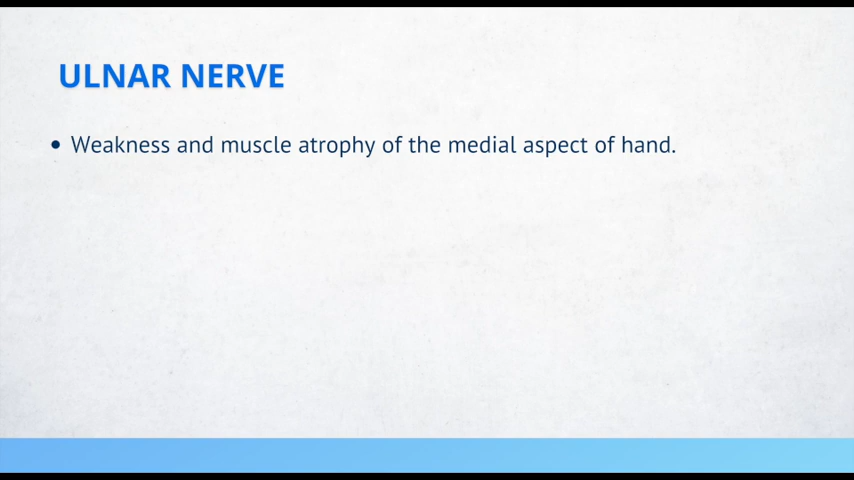 ULNAR NERVE
• Weakness and muscle atrophy of the medial aspect of hand.